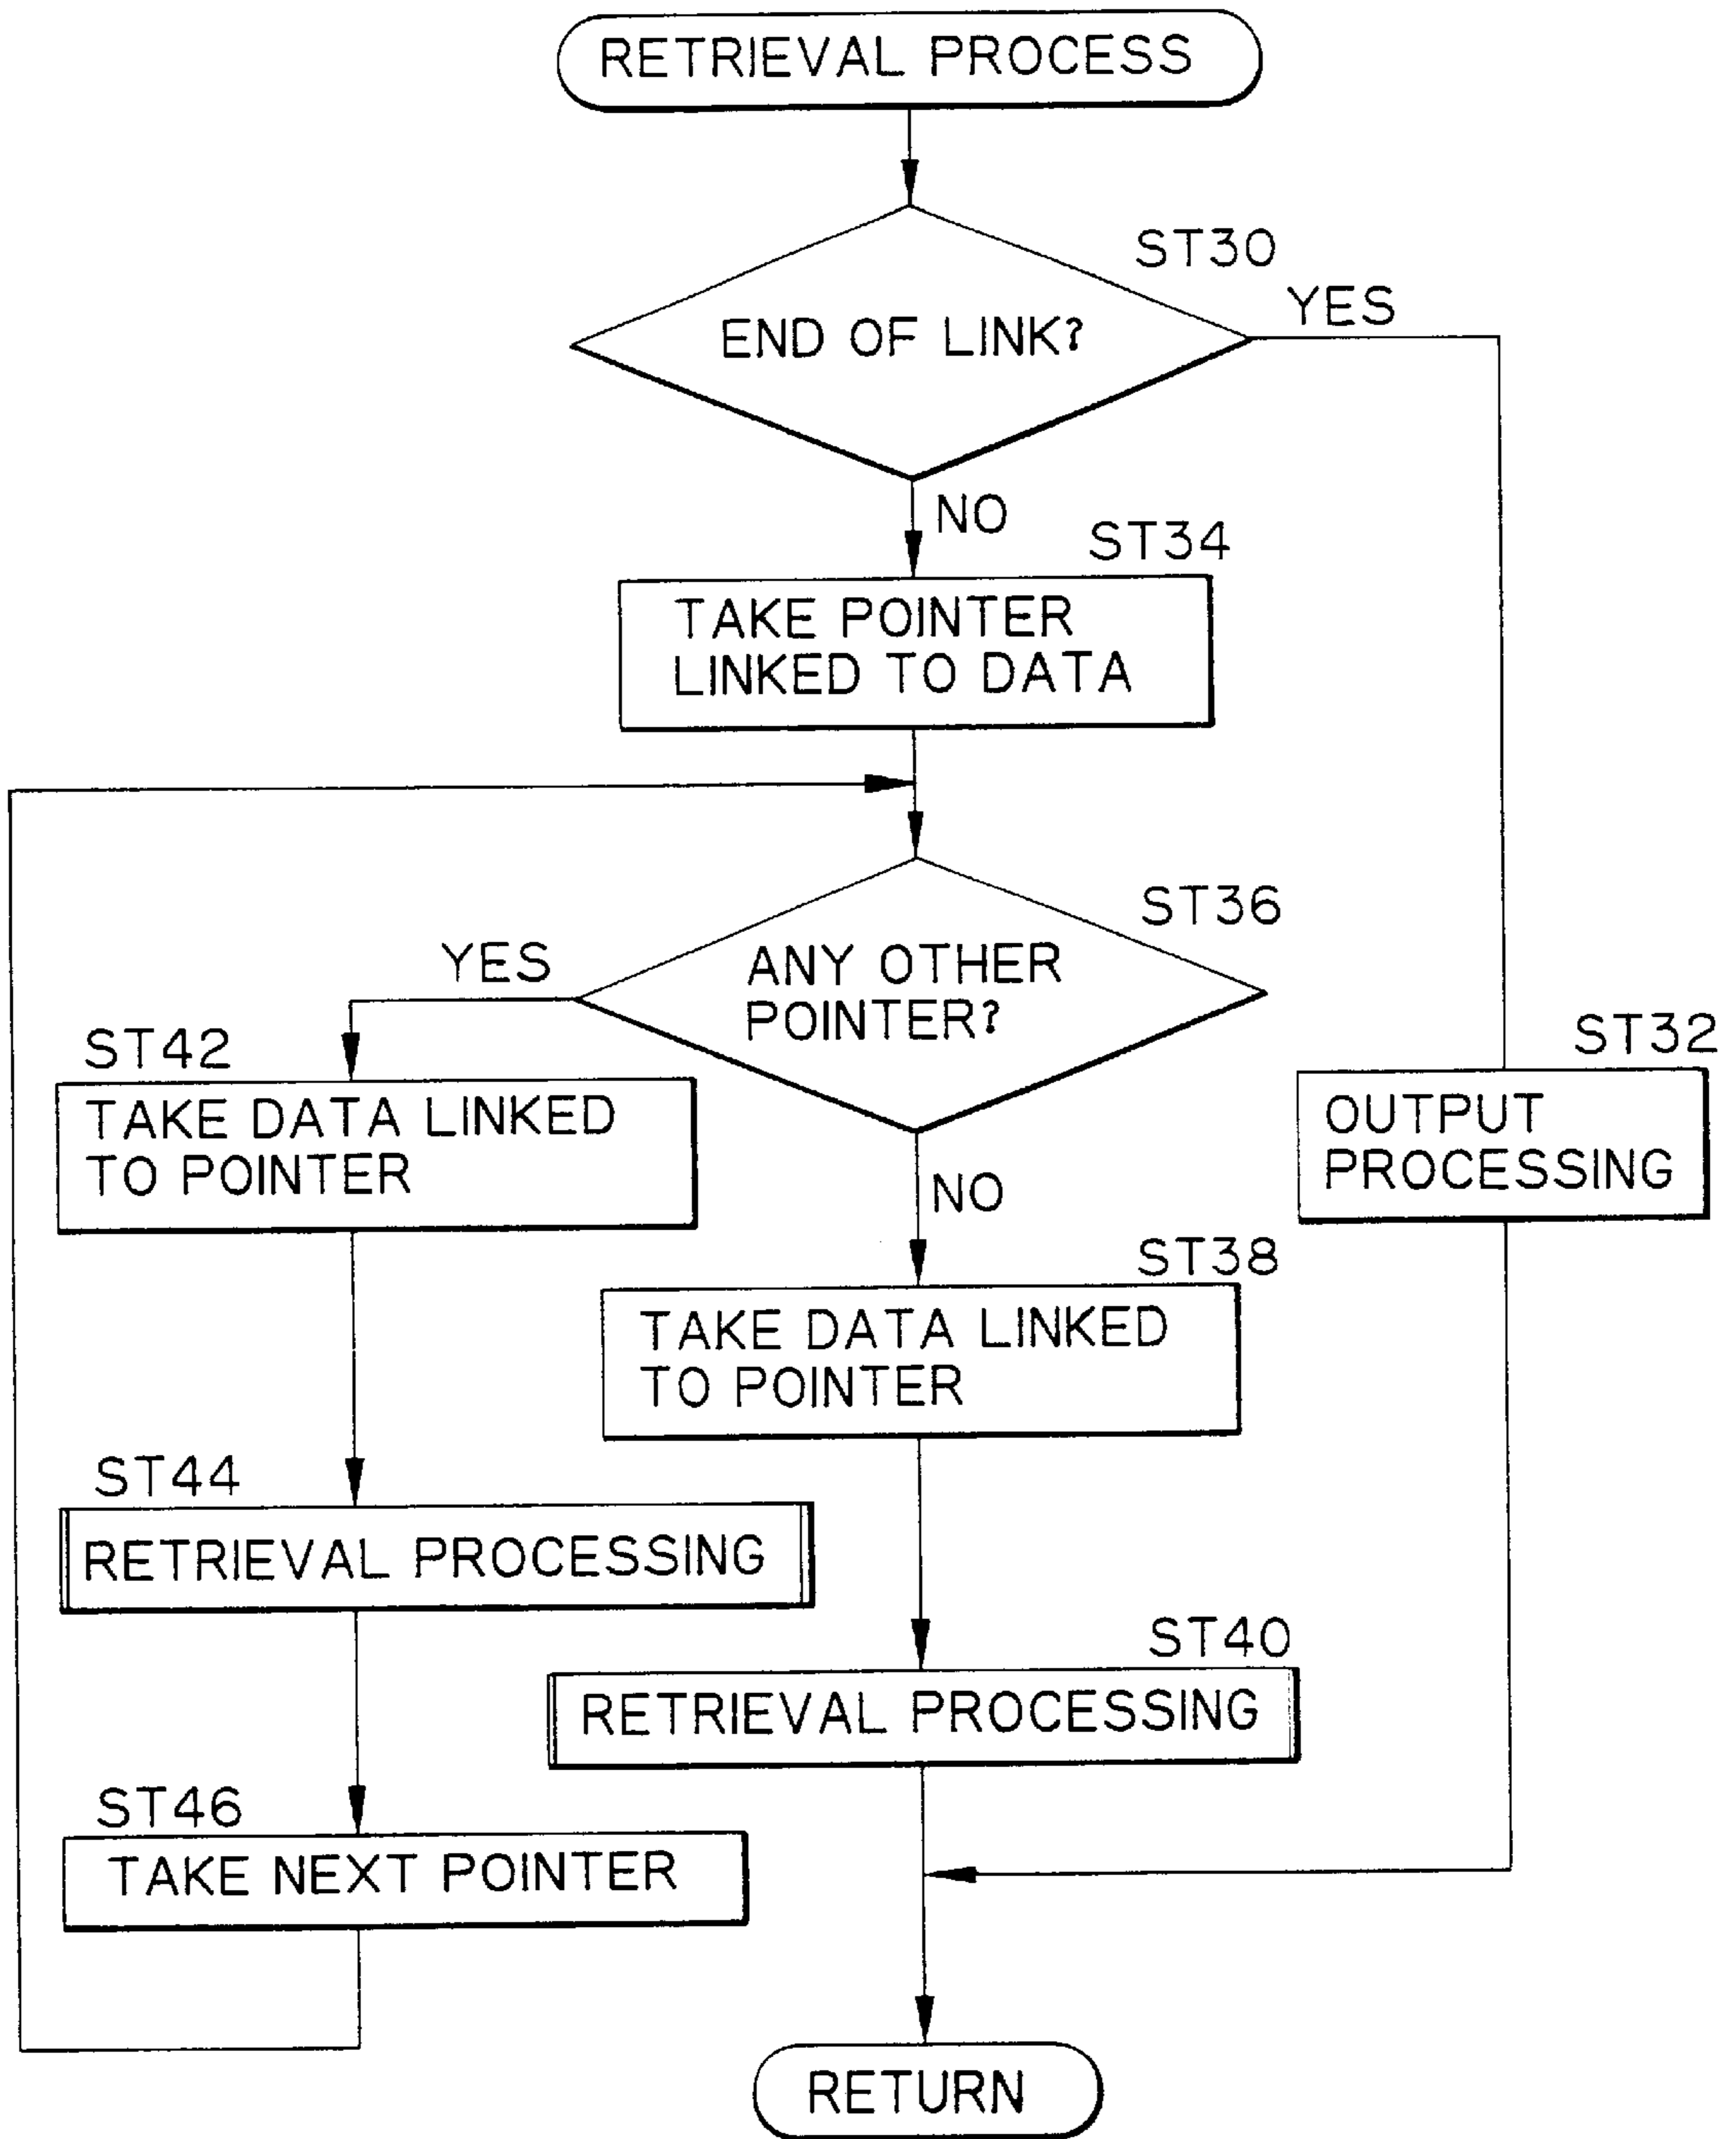 RETRIEVAL PROCESS
ST30
END OF LINK?
YES
NO
ST34
TAKE POINTER
LINKED TO DATA
ST36
ANY OTHER
POINTER?
YES
ST42
TAKE DATA LINKED
TO POINTER
ST32
OUTPUT
PROCESSING
NO
ST38
TAKE DATA LINKED
TO POINTER
ST44
RETRIEVAL PROCESSING
ST40
RETRIEVAL PROCESSING
ST46
TAKE NEXT POINTER
RETURN